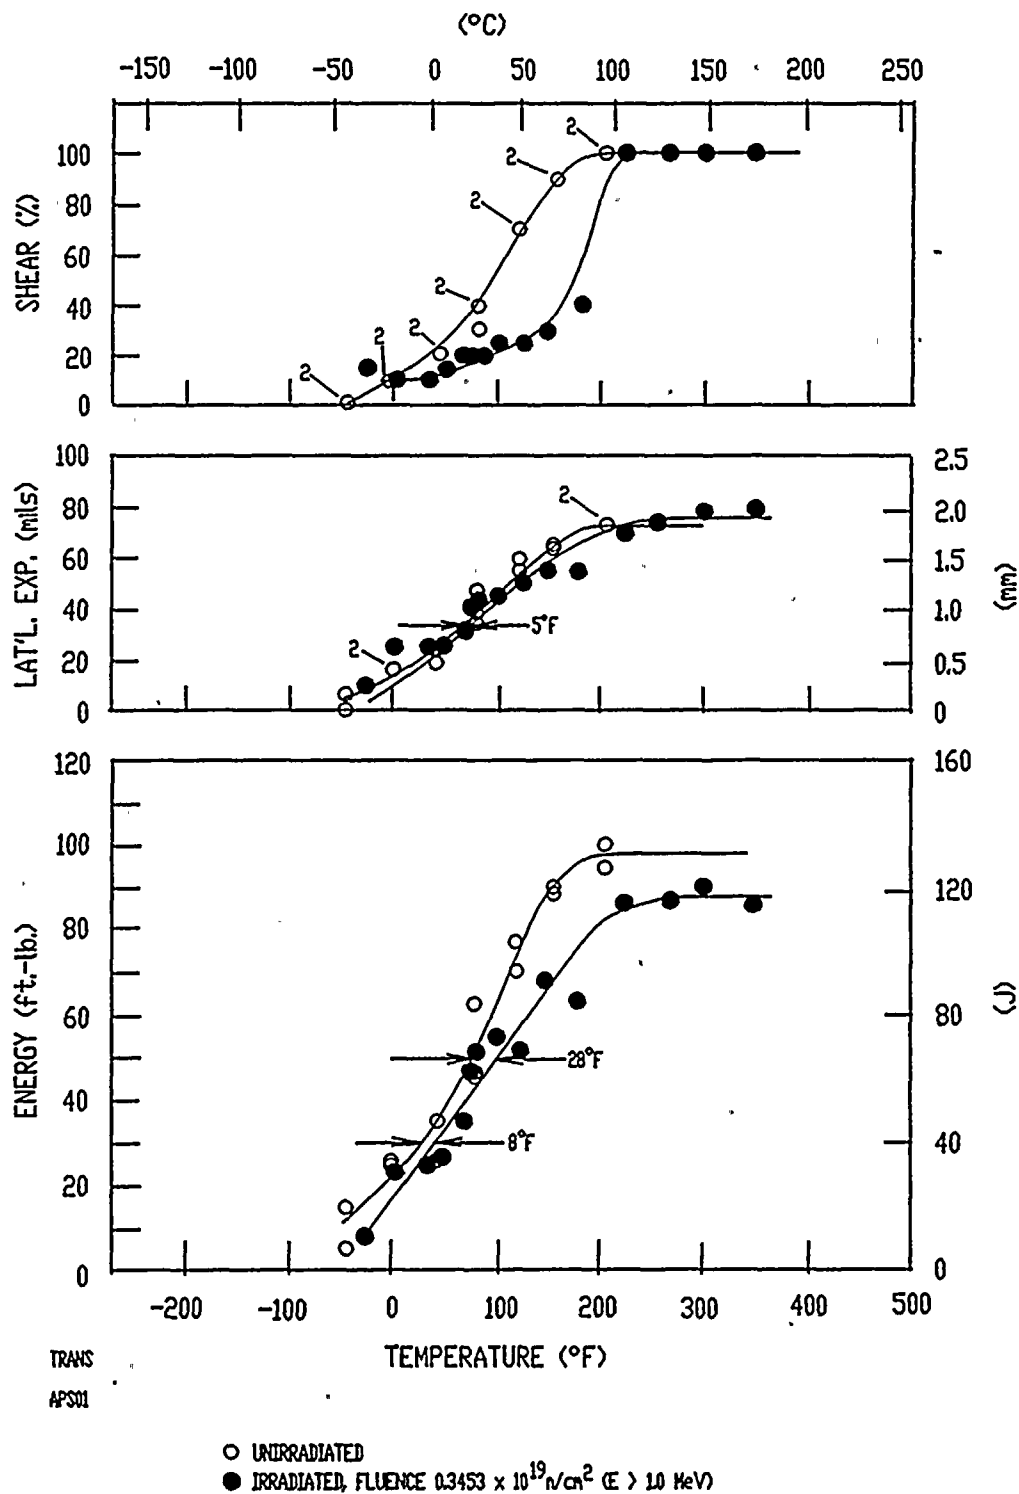 (°C)
-150 -100 -50 0 50 100 150 200 250
SHEAR (%)
100
80
60
40
20
0
2
2
2
2
2
2
2
LAT'L. EXP. (mils)
100
80
60
40
20
0
2
2
5°F
2.5
2.0
1.5
1.0
0.5
0
(mm)
ENERGY (ft.-lb.)
120
100
80
60
40
20
0
28°F
8°F
160
120
80
40
0
(J)
-200 -100 0 100 200 300 400 500
TEMPERATURE (°F)
TRANS
APS01
○ UNIRRADIATED
● IRRADIATED, FLUENCE 0.3453 x 10¹⁹n/cm² (E > 1.0 MeV)